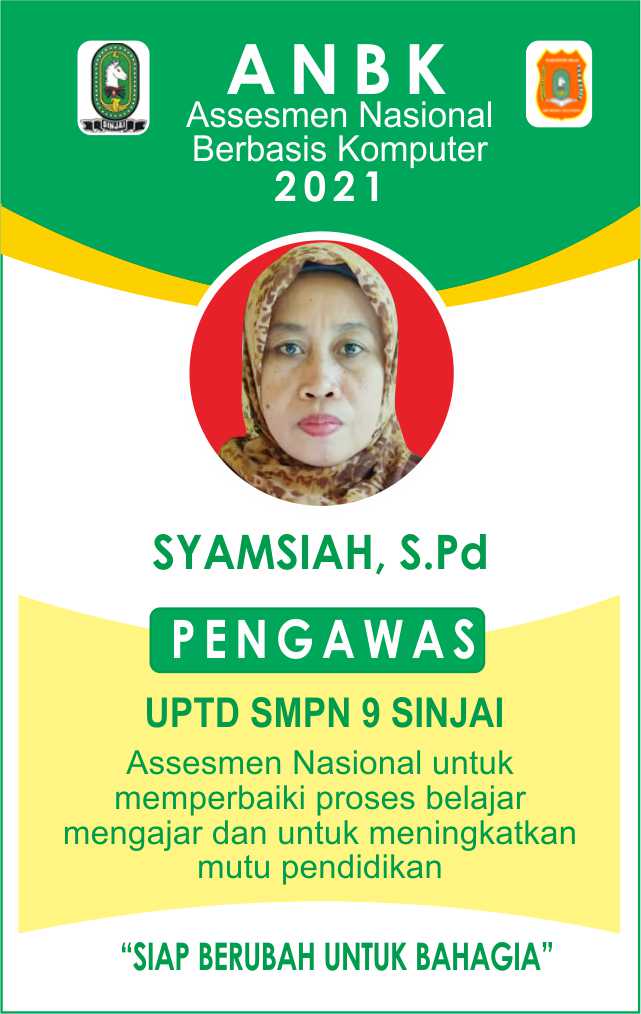 ANBK
Assesmen Nasional
Berbasis Komputer
2021
SINJAI
SYAMSIAH, S.Pd
PENGAWAS
UPTD SMPN 9 SINJAI
Assesmen Nasional untuk
memperbaiki proses belajar
mengajar dan untuk meningkatkan
mutu pendidikan
“SIAP BERUBAH UNTUK BAHAGIA”